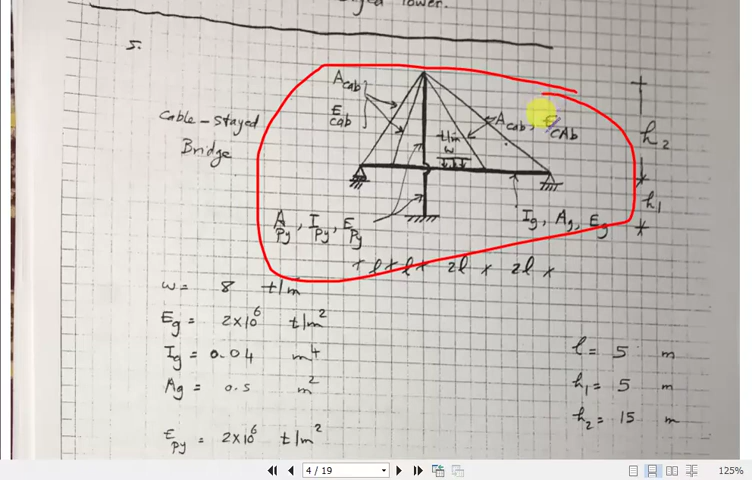 Tower.
5.
Cable-stayed
Bridge
Acab
Ecab
t/m
w
Acab, EcAb
h2
h1
APy, IPy, EPy
Ig, Ag, Eg
x l x l x 2l x 2l x
w = 8 t/m
Eg = 2x10^6 t/m^2
Ig = 0.04 m^4
Ag = 0.5 m^2
EPy = 2x10^6 t/m^2
l = 5 m
h1 = 5 m
h2 = 15 m
4 / 19
125%